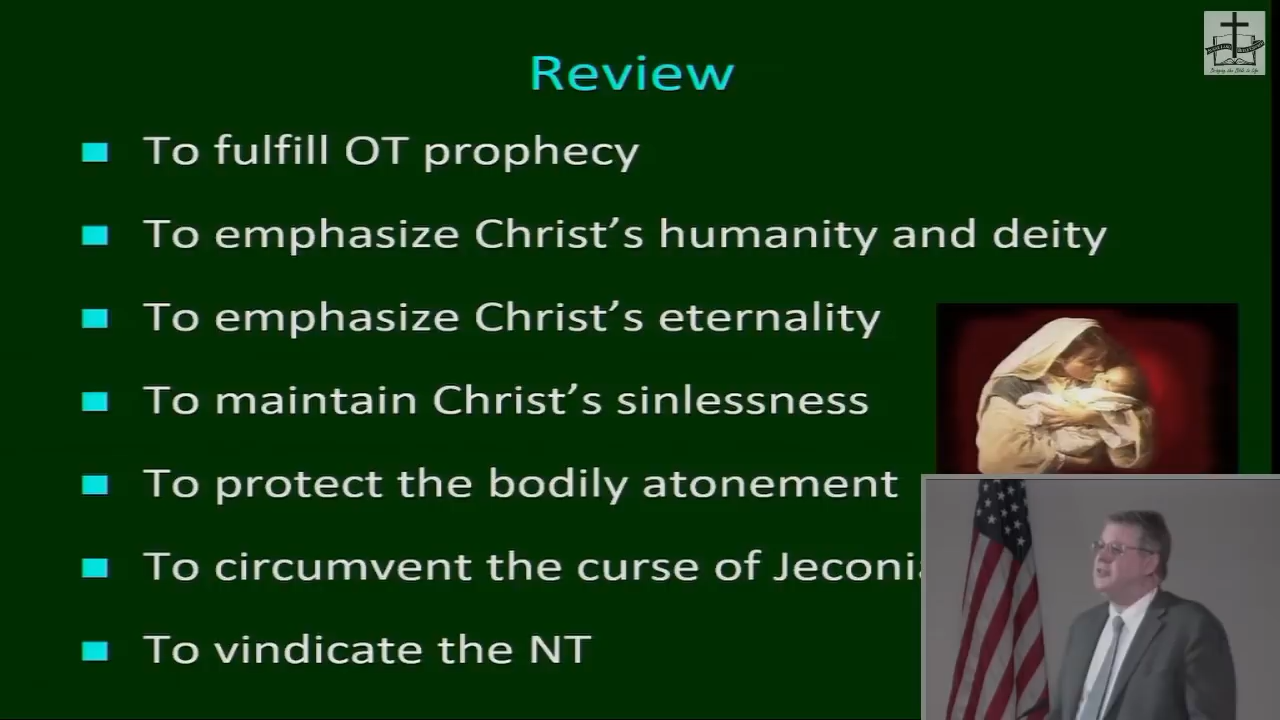 Review
To fulfill OT prophecy
To emphasize Christ’s humanity and deity
To emphasize Christ’s eternality
To maintain Christ’s sinlessness
To protect the bodily atonement
To circumvent the curse of
To vindicate the NT